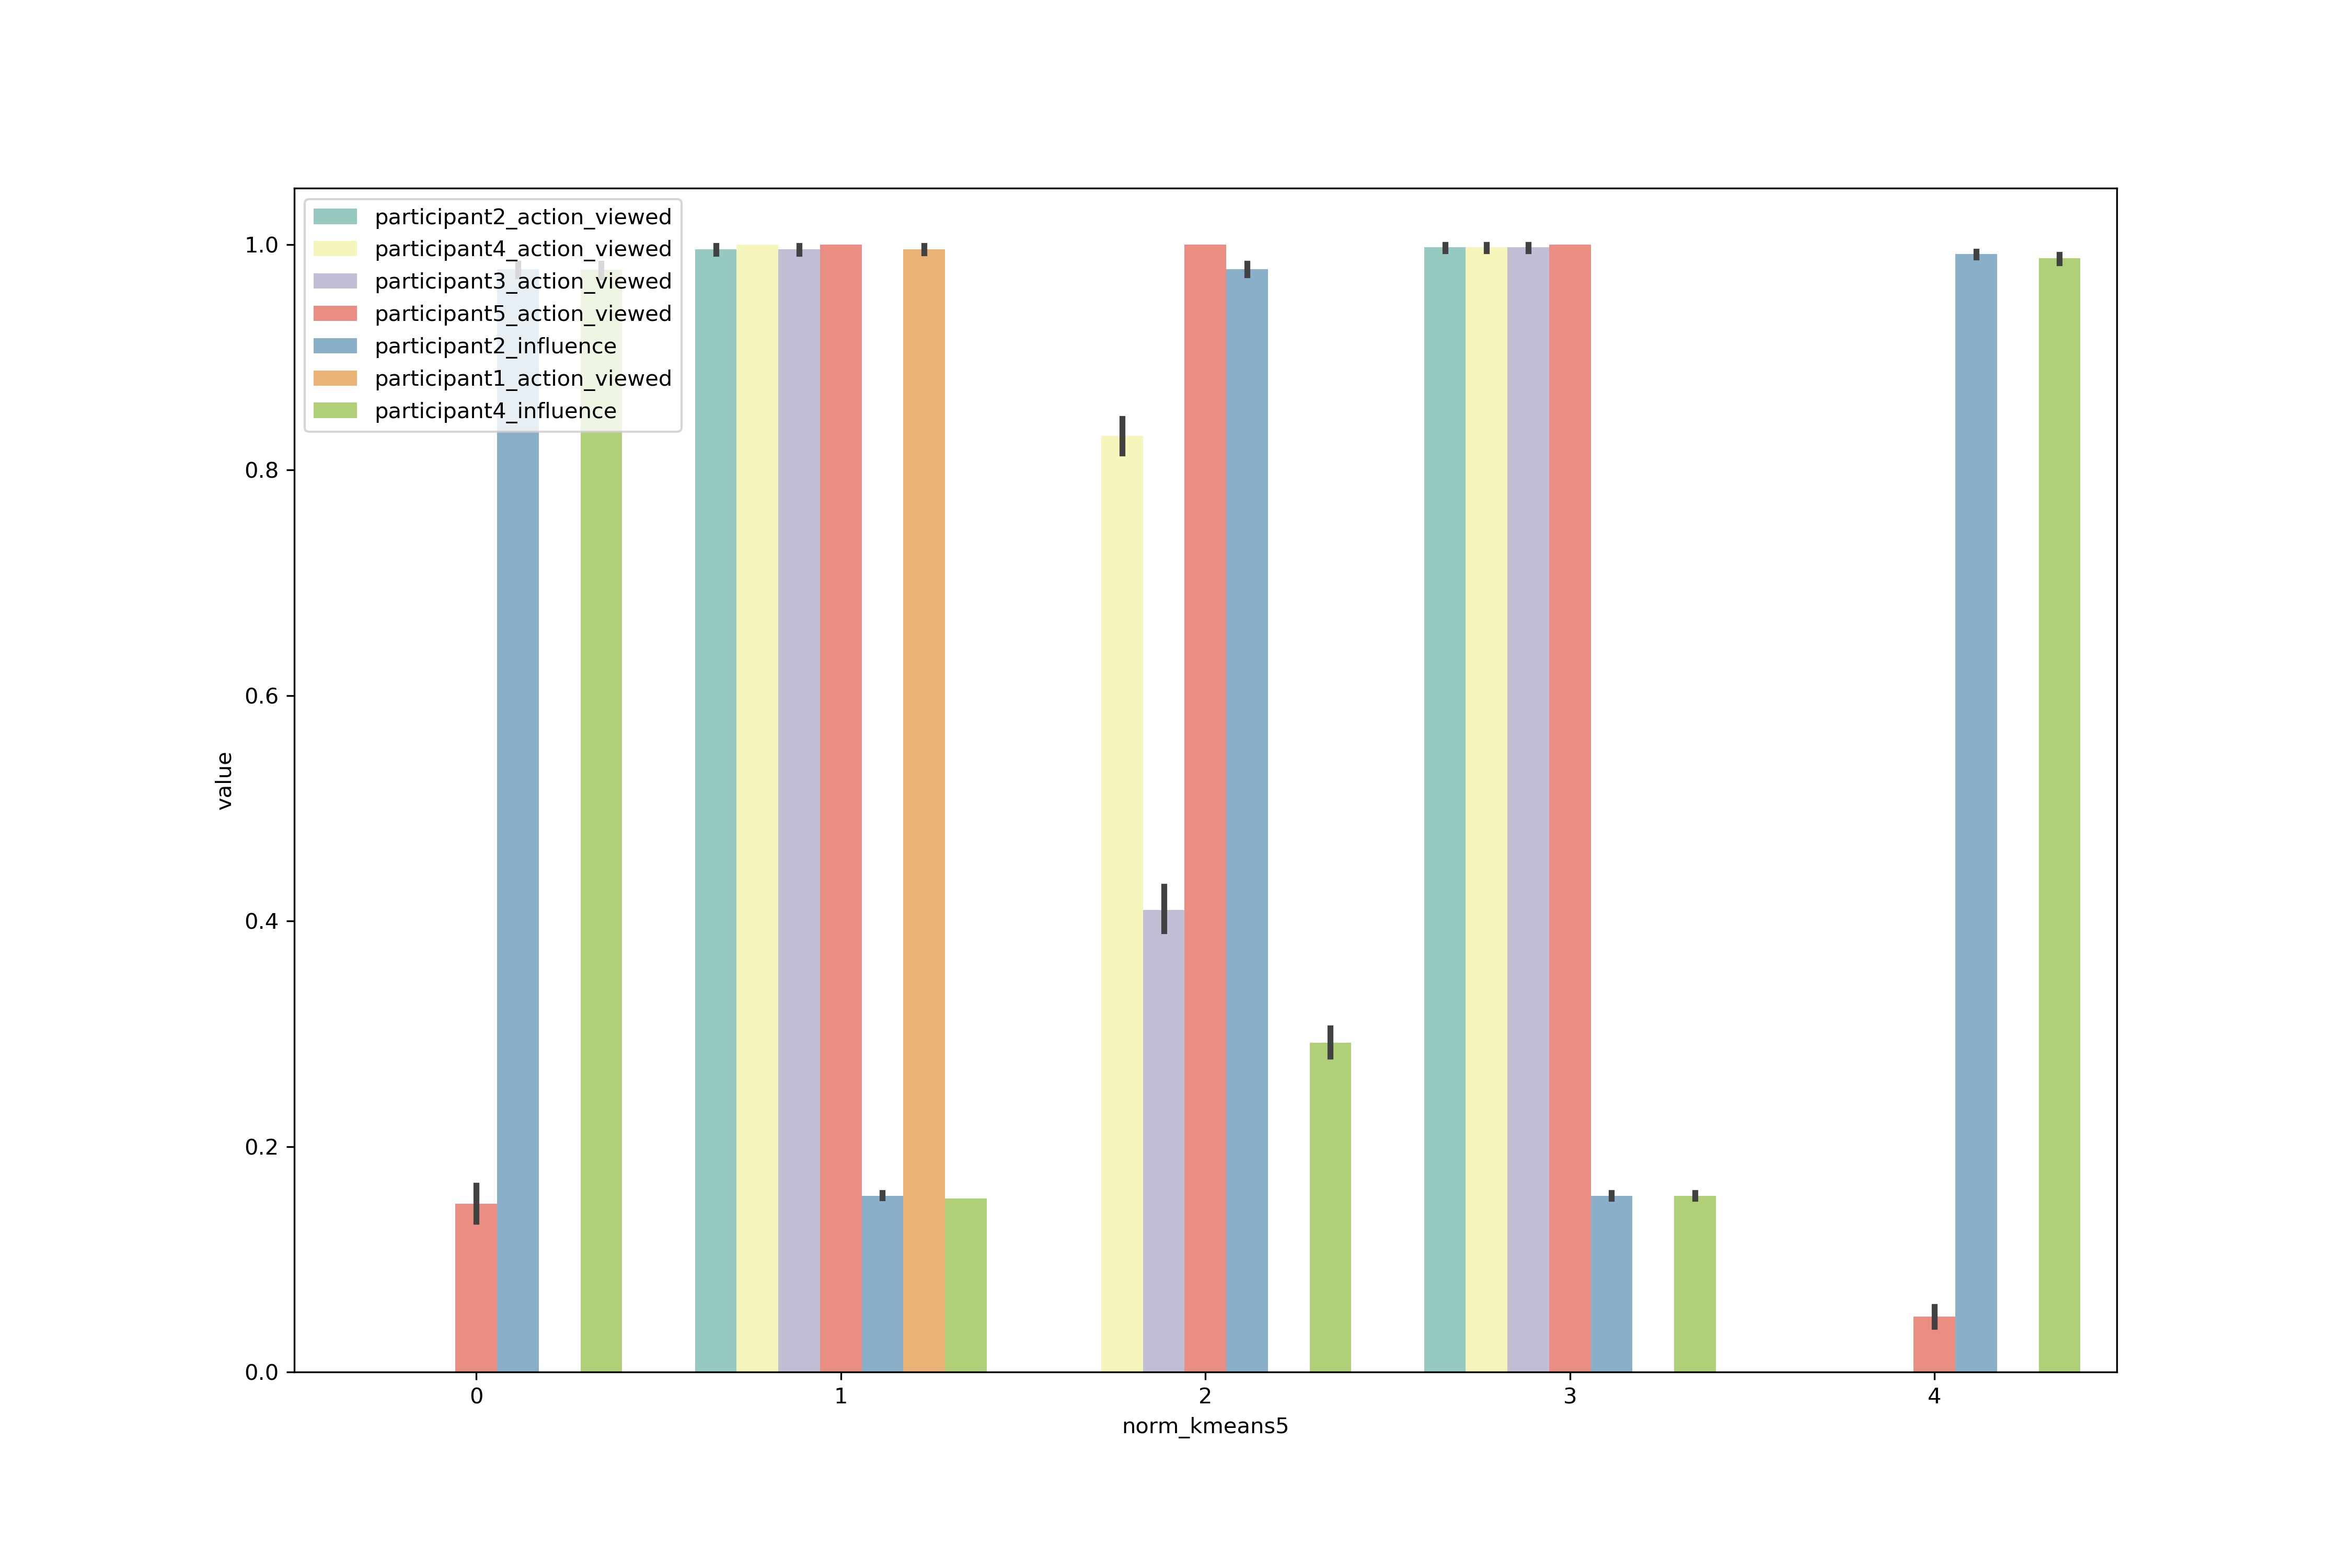 participant2_action_viewed
participant4_action_viewed
participant3_action_viewed
participant5_action_viewed
participant2_influence
participant1_action_viewed
participant4_influence
1.0
0.8
0.6
0.4
0.2
0.0
value
0 1 2 3 4
norm_kmeans5